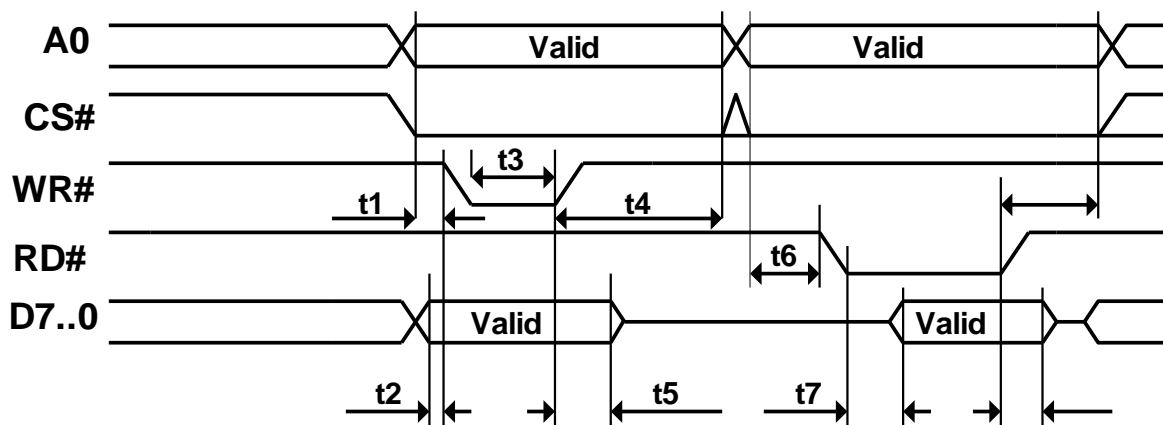 A0 Valid Valid
CS#
WR# t3
t1 t4
RD# t6
D7..0 Valid Valid
t2 t5 t7